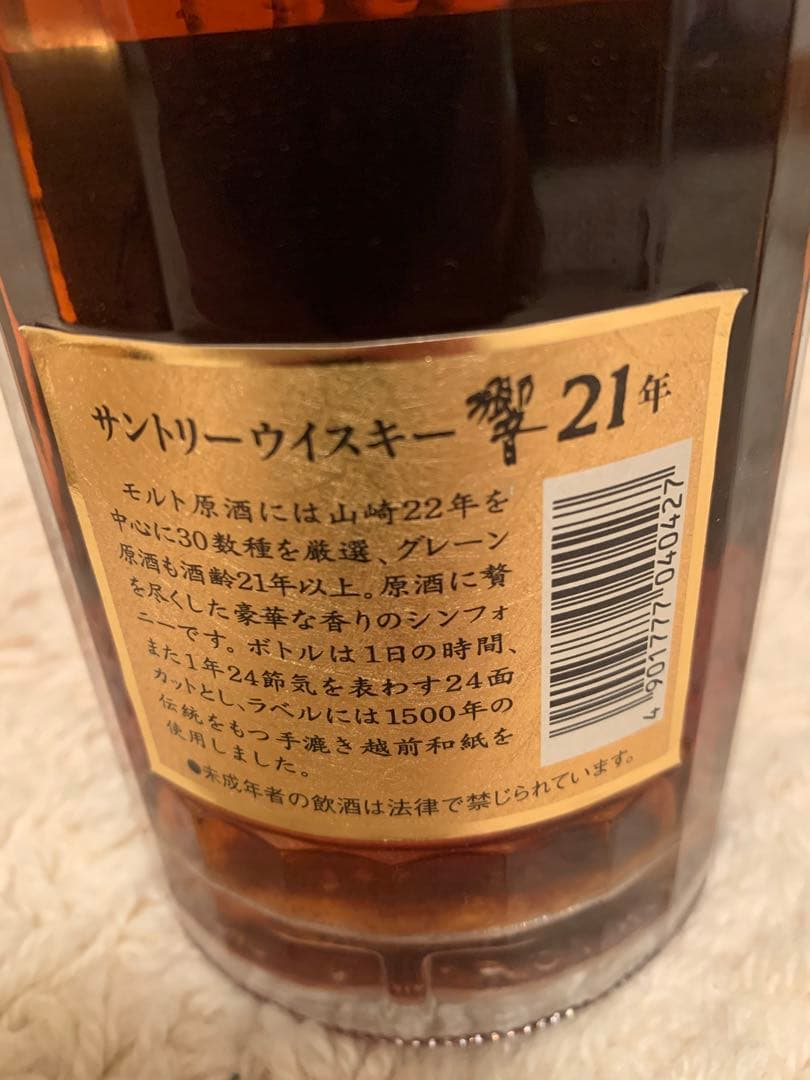 サントリーウイスキー 響 21年
モルト原酒には山崎22年を
中心に30数種を厳選、グレーン
原酒も酒齢21年以上。原酒に贅
を尽くした豪華な香りのシンフォ
ニーです。ボトルは1日の時間、
また1年24節気を表わす24面
カットとし、ラベルには1500年の
伝統をもつ手漉き越前和紙を
使用しました。
●未成年者の飲酒は法律で禁じられています。
4 901777 040427